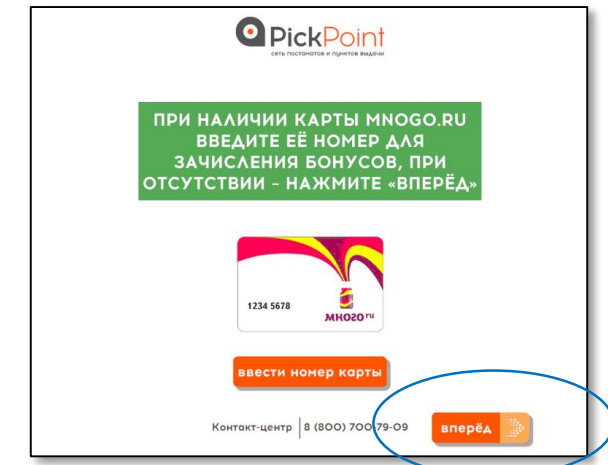 PickPoint
сеть постаматов и пунктов выдачи
ПРИ НАЛИЧИИ КАРТЫ MNOGO.RU
ВВЕДИТЕ ЕЁ НОМЕР ДЛЯ
ЗАЧИСЛЕНИЯ БОНУСОВ, ПРИ
ОТСУТСТВИИ – НАЖМИТЕ «ВПЕРЁД»
1234 5678
МНОГО ru
ввести номер карты
Контакт-центр 8 (800) 700-79-09
вперёд